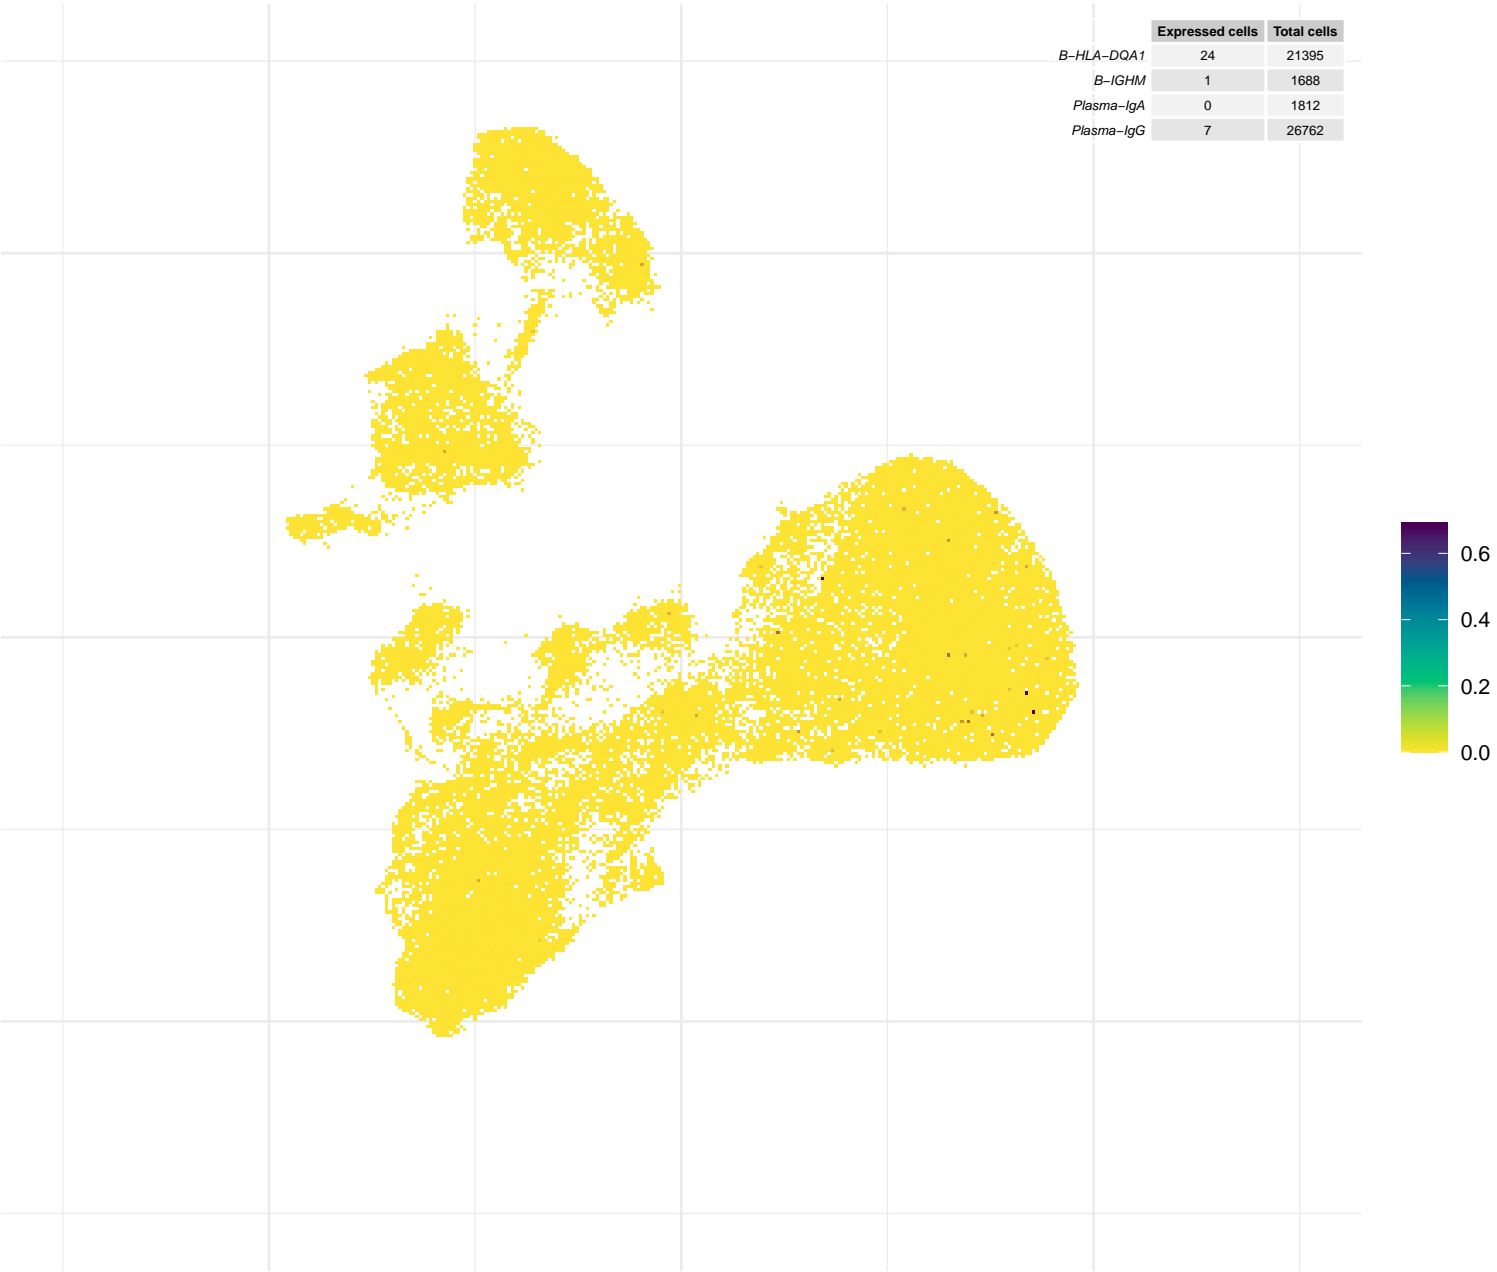 Expressed cells Total cells
B−HLA−DQA1 24 21395
B−IGHM 1 1688
Plasma−IgA 0 1812
Plasma−IgG 7 26762
0.6
0.4
0.2
0.0